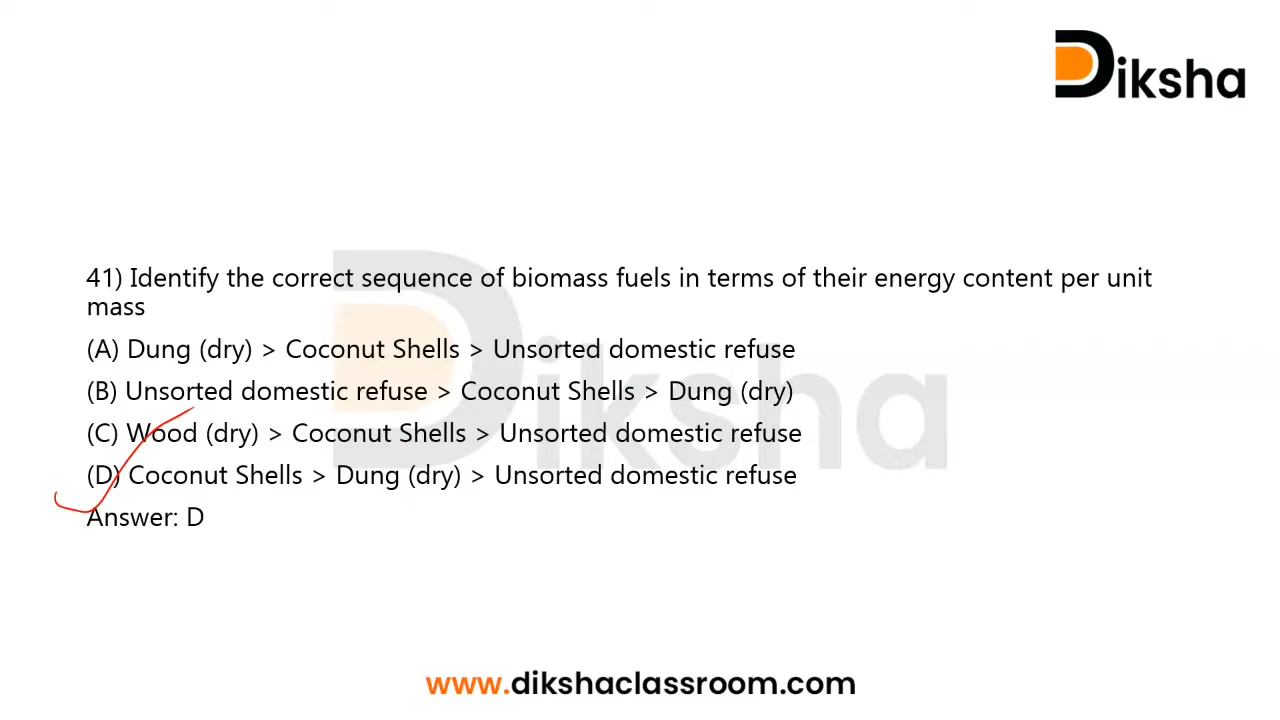 Diksha
41) Identify the correct sequence of biomass fuels in terms of their energy content per unit
mass
(A) Dung (dry) > Coconut Shells > Unsorted domestic refuse
(B) Unsorted domestic refuse > Coconut Shells > Dung (dry)
(C) Wood (dry) > Coconut Shells > Unsorted domestic refuse
(D) Coconut Shells > Dung (dry) > Unsorted domestic refuse
Answer: D
Diksha
www.dikshaclassroom.com